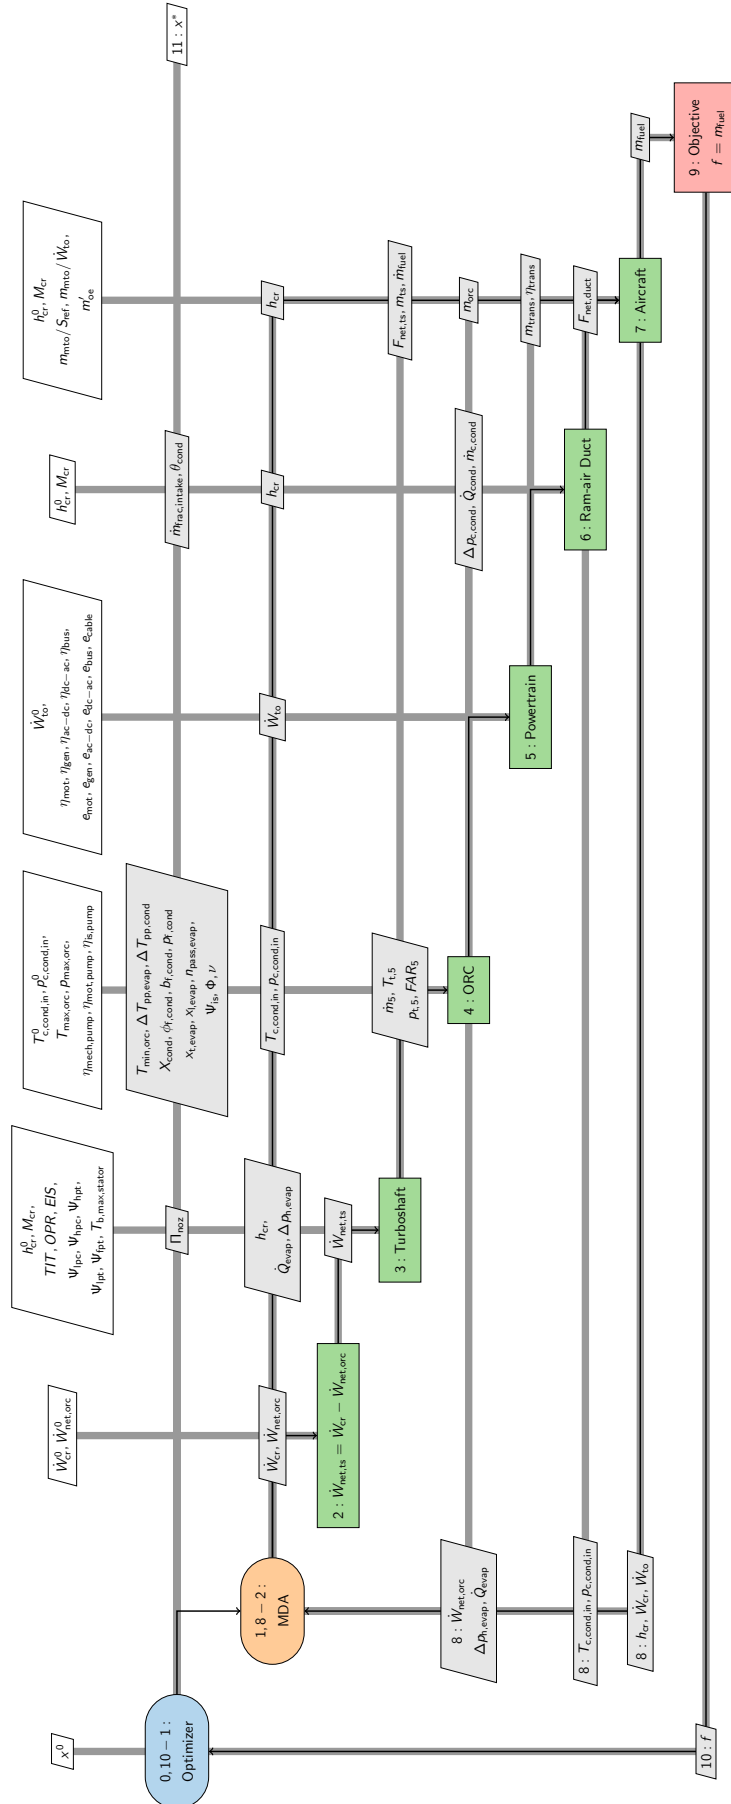 x⁰
Ẇ⁰cr, Ẇ⁰net,orc
h⁰cr, Mcr,
TIT, OPR, EIS,
Ψlpc, Ψhpc, Ψhpt,
Ψlpt, Ψfpt, Tb,max,stator
T⁰c,cond,in, p⁰c,cond,in,
Tmax,orc, pmax,orc,
ηmech,pump, ηmot,pump, ηis,pump
Ẇ⁰to,
ηmot, ηgen, ηac−dc, ηdc−ac, ηbus,
emot, egen, eac−dc, edc−ac, ebus, ecable
h⁰cr, Mcr
h⁰cr, Mcr
mmto/Sref, mmto/Ẇto,
m′oe
0,10 − 1 :
Optimizer
Πnoz
Tmin,orc, ΔTpp,evap, ΔTpp,cond
Xcond, ϕf,cond, bf,cond, pf,cond
xt,evap, xl,evap, npass,evap,
Ψis, Φ, ν
ṁfrac,intake, θcond
11 : x*
1,8 − 2 :
MDA
Ẇcr, Ẇnet,orc
hcr,
Q̇evap, Δph,evap
Tc,cond,in, pc,cond,in
Ẇto
hcr
hcr
2 : Ẇnet,ts = Ẇcr − Ẇnet,orc
Ẇnet,ts
3 : Turboshaft
ṁ5, Tt,5
pt,5, FAR5
Fnet,ts, mts, ṁfuel
8 : Ẇnet,orc
Δph,evap, Q̇evap
4 : ORC
Δpc,cond, Q̇cond, ṁc,cond
morc
5 : Powertrain
mtrans, ηtrans
8 : Tc,cond,in, pc,cond,in
6 : Ram-air Duct
Fnet,duct
8 : hcr, Ẇcr, Ẇto
7 : Aircraft
mfuel
10 : f
9 : Objective
f = mfuel